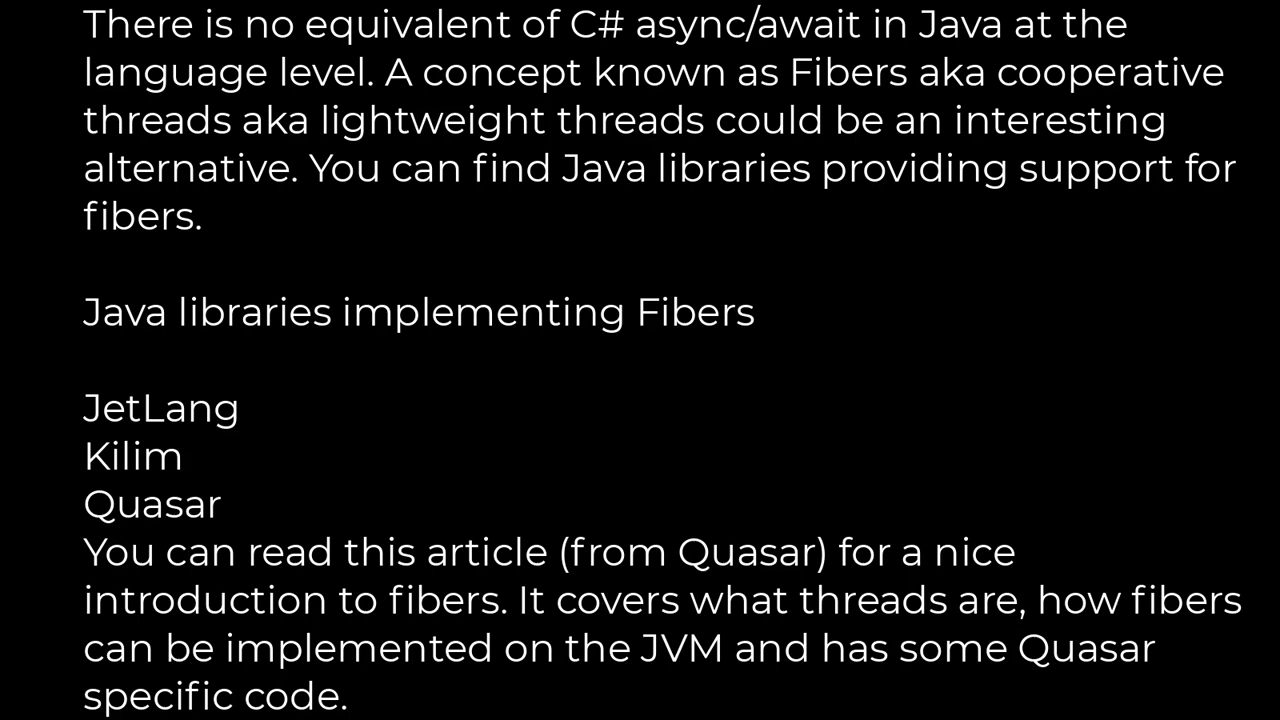 There is no equivalent of C# async/await in Java at the
language level. A concept known as Fibers aka cooperative
threads aka lightweight threads could be an interesting
alternative. You can find Java libraries providing support for
fibers.
Java libraries implementing Fibers
JetLang
Kilim
Quasar
You can read this article (from Quasar) for a nice
introduction to fibers. It covers what threads are, how fibers
can be implemented on the JVM and has some Quasar
specific code.